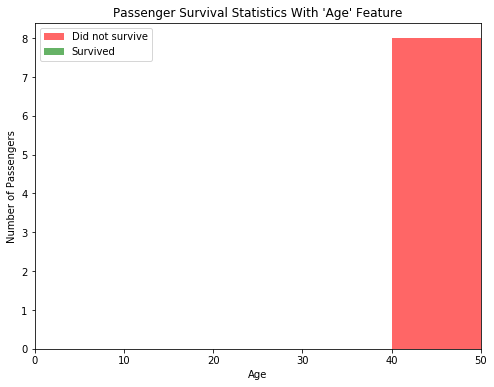 Passenger Survival Statistics With 'Age' Feature
Did not survive
Survived
Number of Passengers
8
7
6
5
4
3
2
1
0
0 10 20 30 40 50
Age